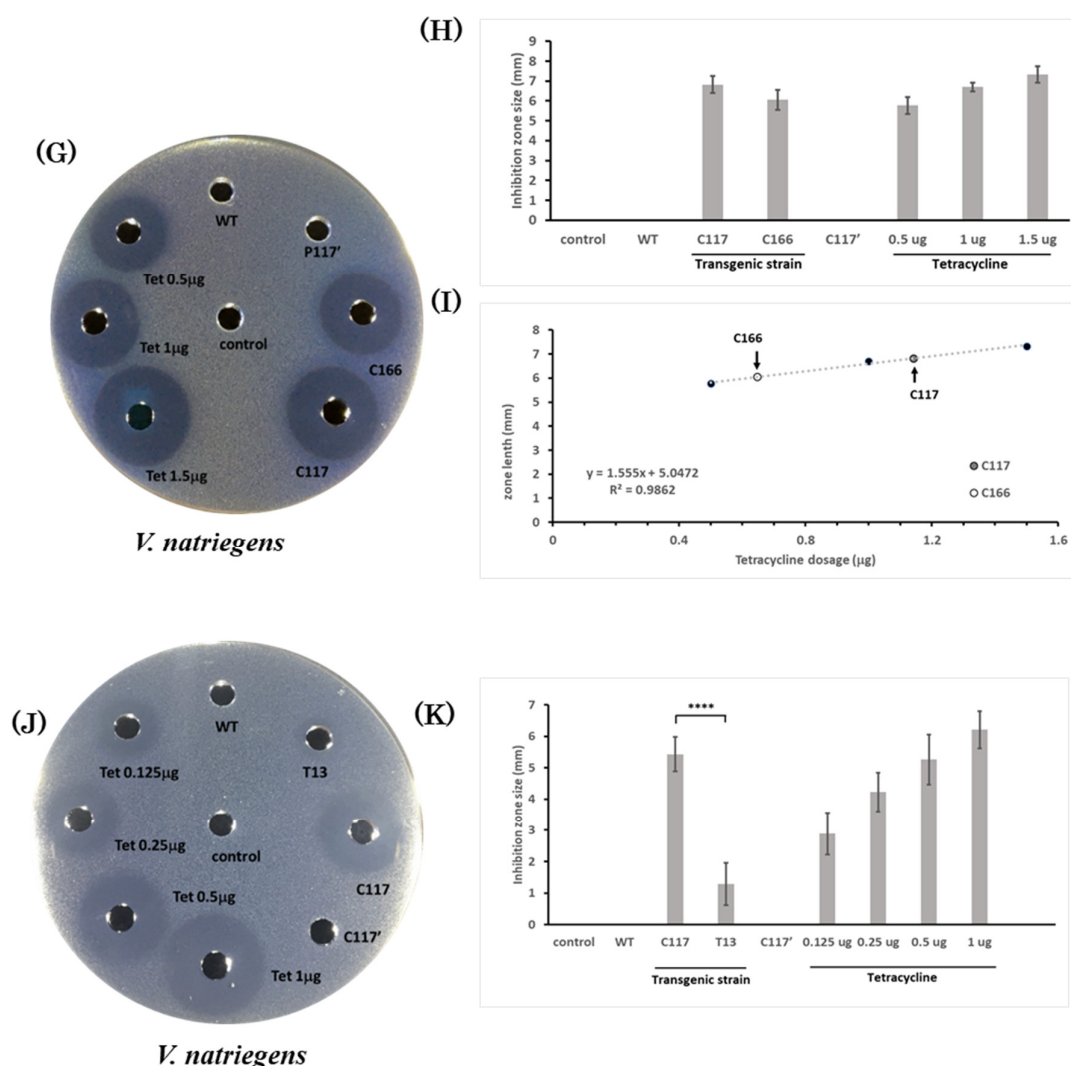 (G)
WT
P117′
Tet 0.5µg
Tet 1µg
control
C166
Tet 1.5µg
C117
V. natriegens
(H)
Inhibition zone size (mm)
9
8
7
6
5
4
3
2
1
0
control WT C117 C166 C117′ 0.5 ug 1 ug 1.5 ug
Transgenic strain Tetracycline
(I)
zone lenth (mm)
8
7
6
5
4
3
2
1
0
C166
C117
y = 1.555x + 5.0472
R² = 0.9862
C117
C166
0 0.4 0.8 1.2 1.6
Tetracycline dosage (µg)
(J)
WT
T13
Tet 0.125µg
Tet 0.25µg
control
C117
Tet 0.5µg
C117′
Tet 1µg
V. natriegens
(K)
Inhibition zone size (mm)
7
6
5
4
3
2
1
0
****
control WT C117 T13 C117′ 0.125 ug 0.25 ug 0.5 ug 1 ug
Transgenic strain Tetracycline